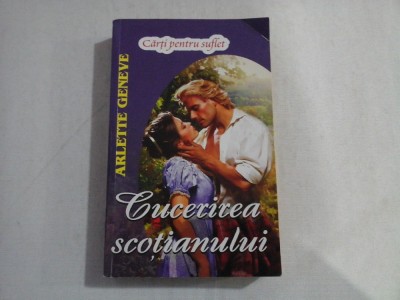 Cărți pentru suflet
ARLETTE GENEVE
Cucerirea
scoțianului